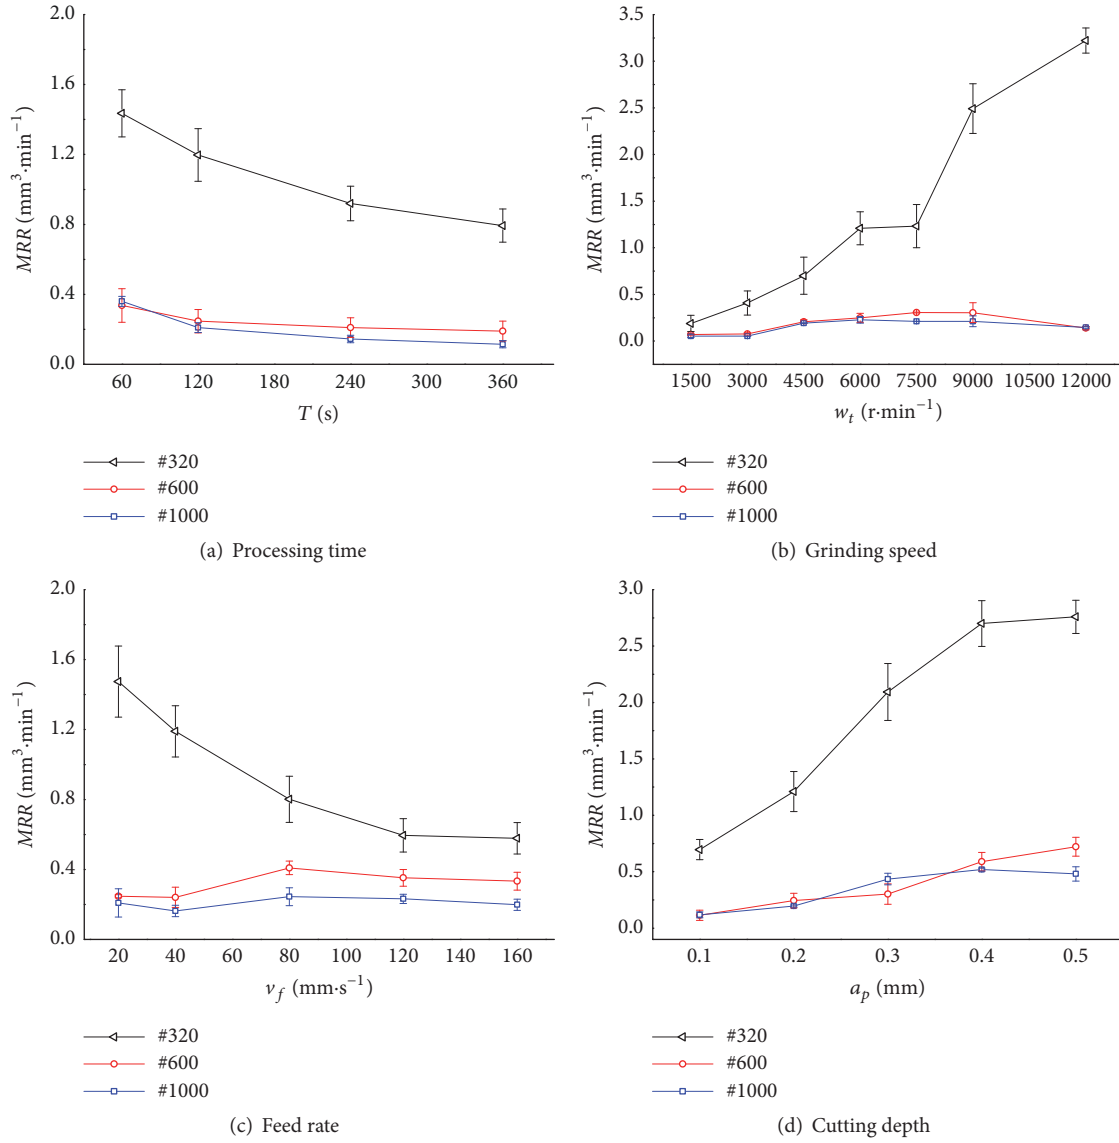 2.0
1.6
1.2
0.8
0.4
0.0
MRR (mm³·min⁻¹)
60 120 180 240 300 360
T (s)
#320
#600
#1000
(a) Processing time
3.5
3.0
2.5
2.0
1.5
1.0
0.5
0.0
MRR (mm³·min⁻¹)
1500 3000 4500 6000 7500 9000 10500 12000
w_t (r·min⁻¹)
#320
#600
#1000
(b) Grinding speed
2.0
1.6
1.2
0.8
0.4
0.0
MRR (mm³·min⁻¹)
20 40 60 80 100 120 140 160
v_f (mm·s⁻¹)
#320
#600
#1000
(c) Feed rate
3.0
2.5
2.0
1.5
1.0
0.5
0.0
MRR (mm³·min⁻¹)
0.1 0.2 0.3 0.4 0.5
a_p (mm)
#320
#600
#1000
(d) Cutting depth